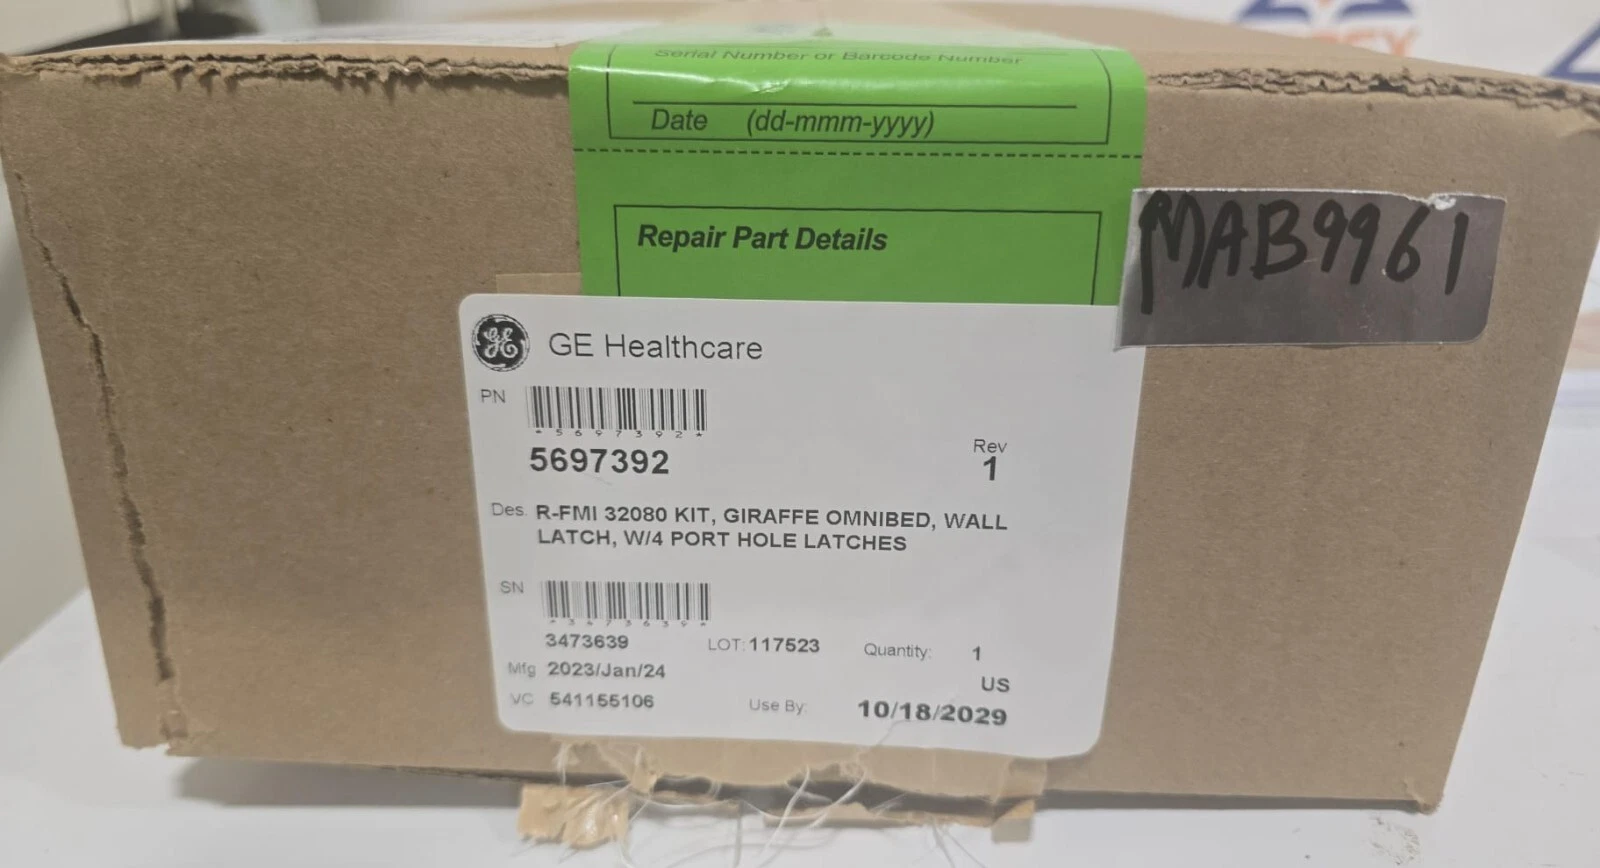 Serial Number or Barcode Number
Date (dd-mmm-yyyy)
Repair Part Details
MAB9961
GE Healthcare
PN
*5697392*
5697392
Rev
1
Des. R-FMI 32080 KIT, GIRAFFE OMNIBED, WALL
LATCH, W/4 PORT HOLE LATCHES
SN
*3473639*
3473639 LOT: 117523 Quantity: 1
Mfg 2023/Jan/24 US
VC 541155106 Use By: 10/18/2029